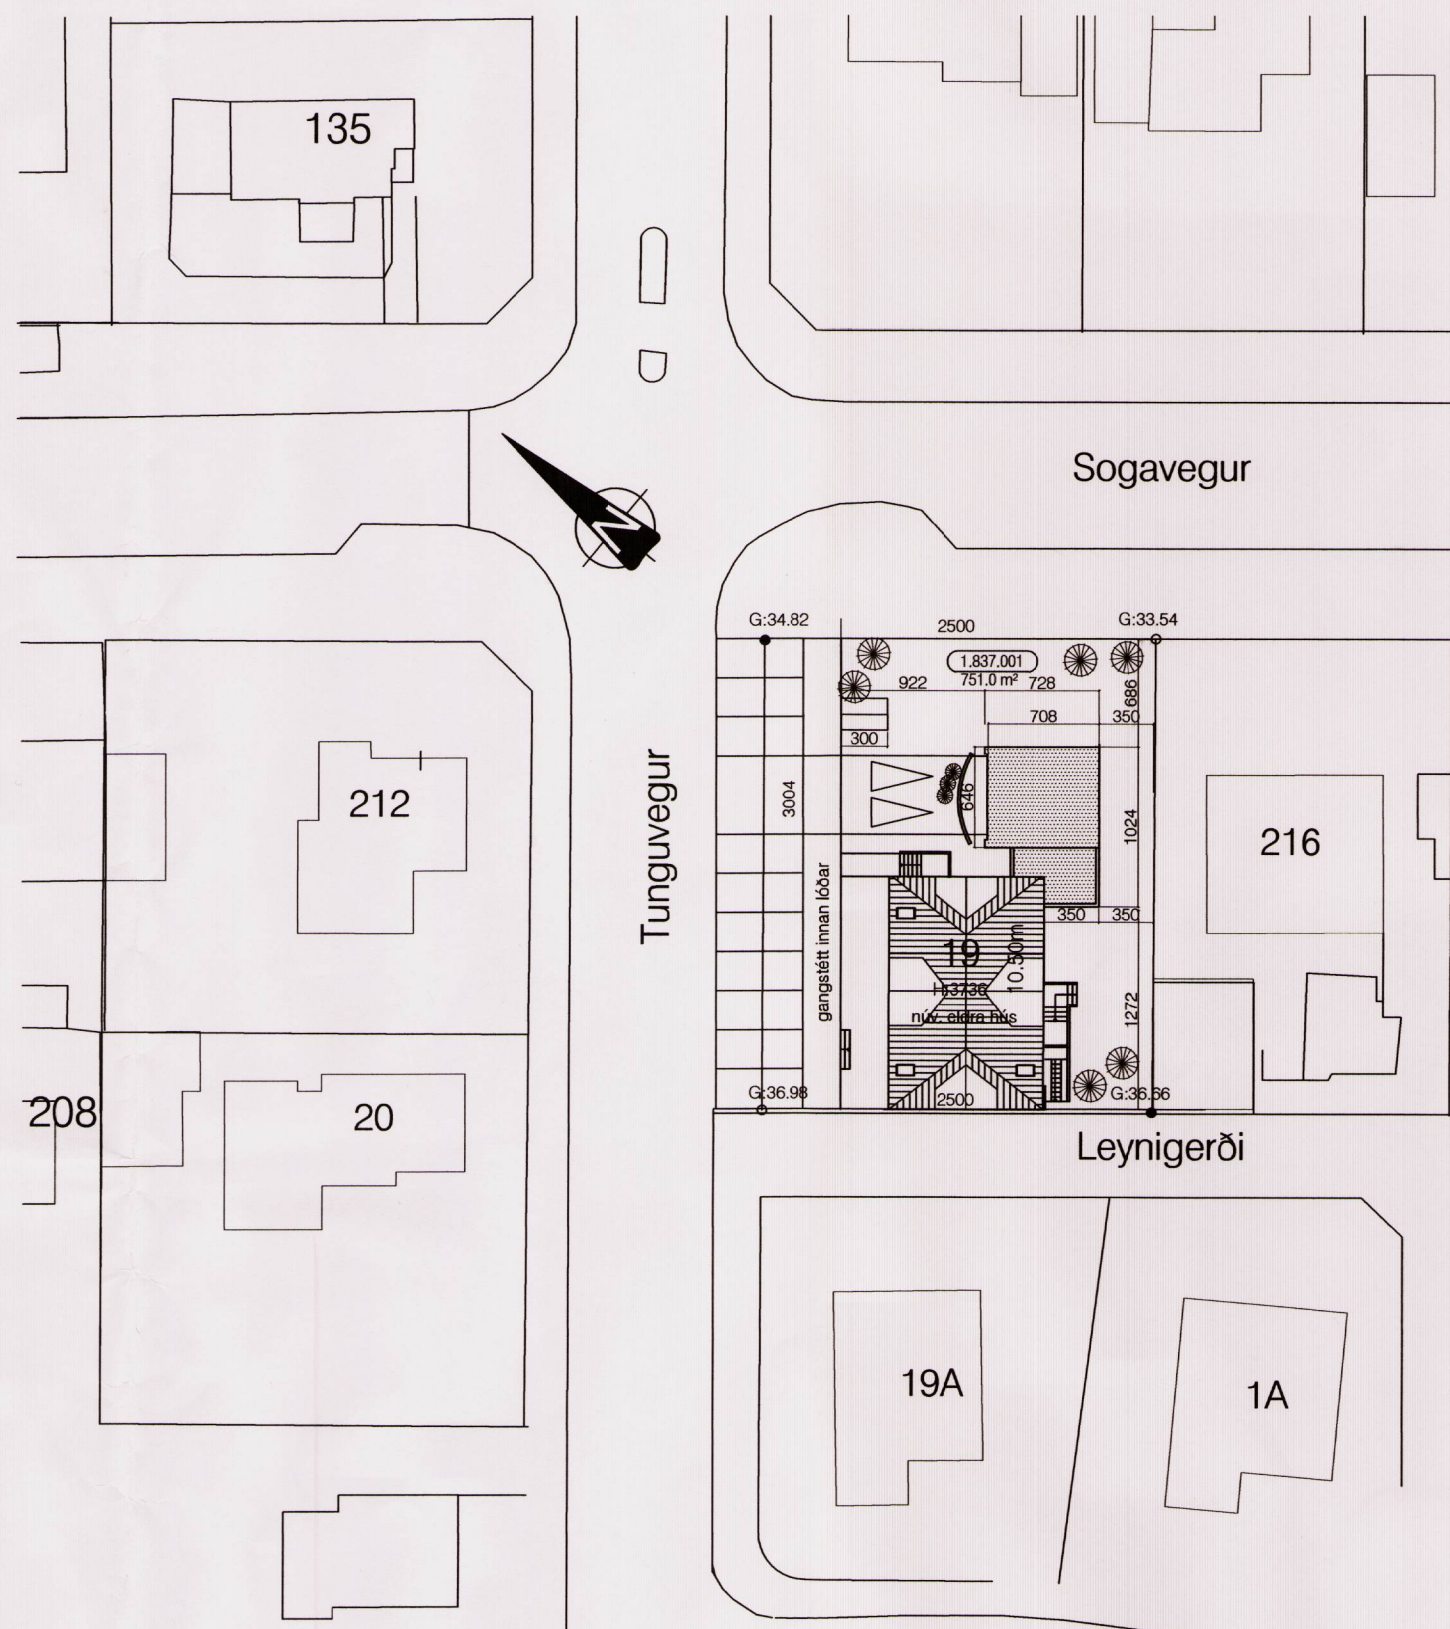 135
Sogavegur
N
G:34.82
2500
G:33.54
1.837.001
751.0 m²
922
728
686
708
350
300
212
3004
646
1024
216
Tunguvegur
gangstétt innan lóðar
350
350
19
10.50m
H:3736
núv. eldra hús
1272
G:36.98
2500
G:36.66
208
20
Leynigerði
19A
1A